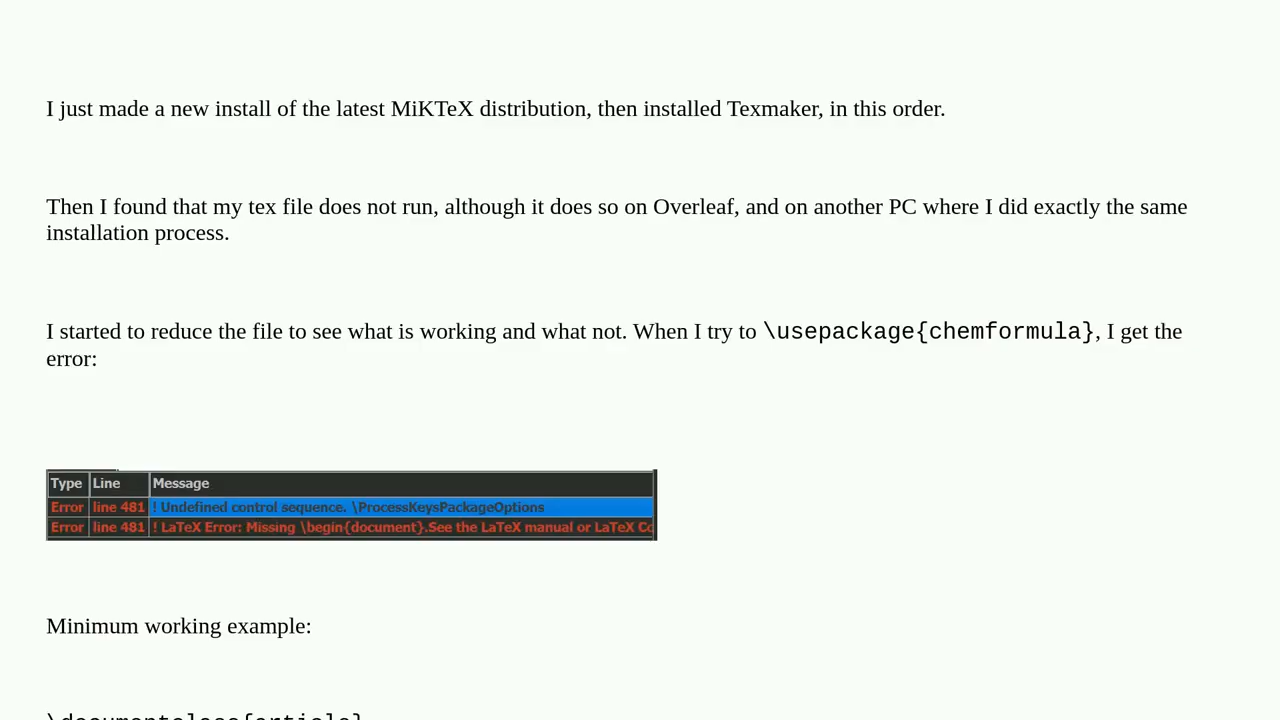 I just made a new install of the latest MiKTeX distribution, then installed Texmaker, in this order.
Then I found that my tex file does not run, although it does so on Overleaf, and on another PC where I did exactly the same
installation process.
I started to reduce the file to see what is working and what not. When I try to \usepackage{chemformula}, I get the
error:
Type Line Message
Error line 481 ! Undefined control sequence. \ProcessKeysPackageOptions
Error line 481 ! LaTeX Error: Missing \begin{document}.See the LaTeX manual or LaTeX Co
Minimum working example:
\documentclass{article}